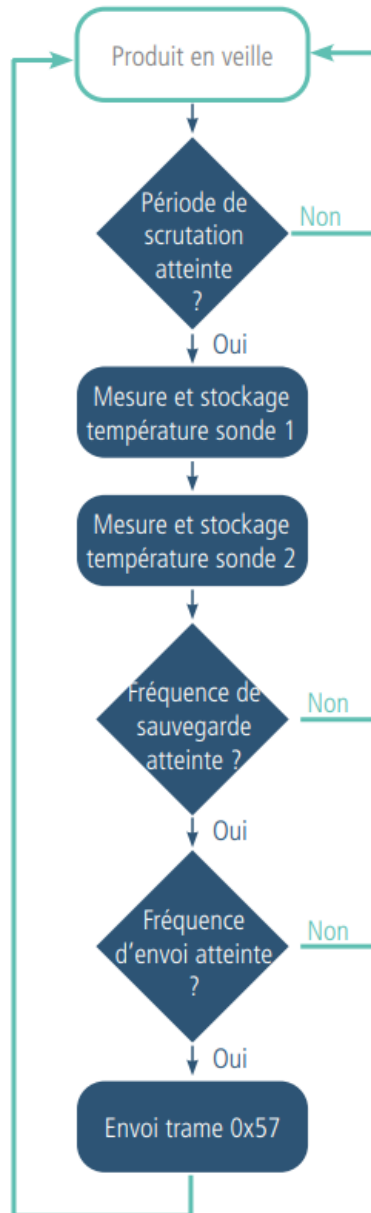 Produit en veille
Période de
scrutation
atteinte
?
Non
Oui
Mesure et stockage
température sonde 1
Mesure et stockage
température sonde 2
Fréquence de
sauvegarde
atteinte ?
Non
Oui
Fréquence
d'envoi atteinte
?
Non
Oui
Envoi trame 0x57